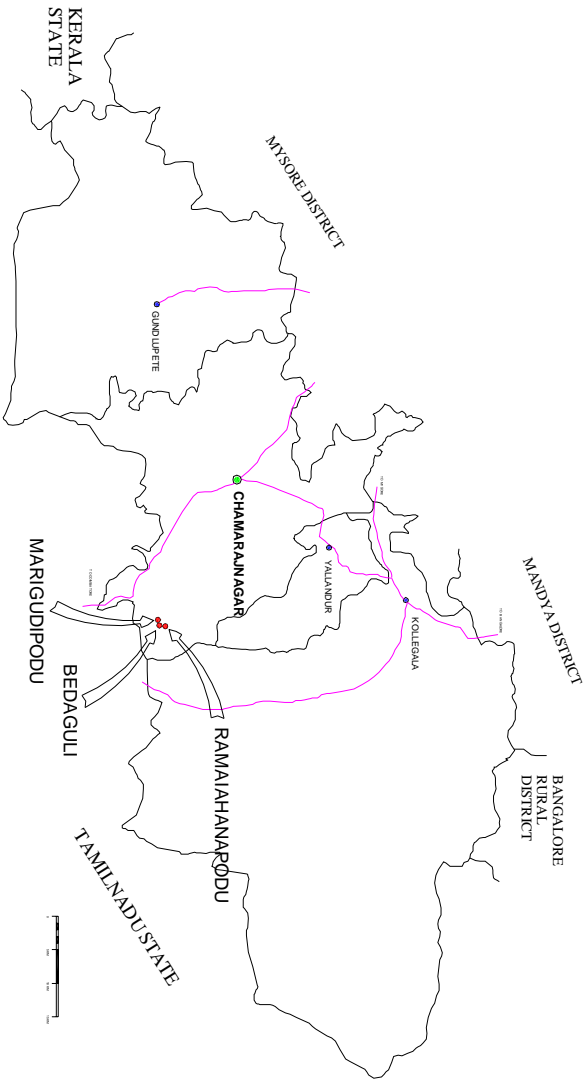 KERALA
STATE
MYSORE DISTRICT
MANDYA DISTRICT
BANGALORE
RURAL
DISTRICT
GUNDLUPETE
CHAMARAJNAGAR
YALLANDUR
KOLLEGALA
MARIGUDIPODU
BEDAGULI
RAMAIAHANAPODU
TAMILNADU STATE